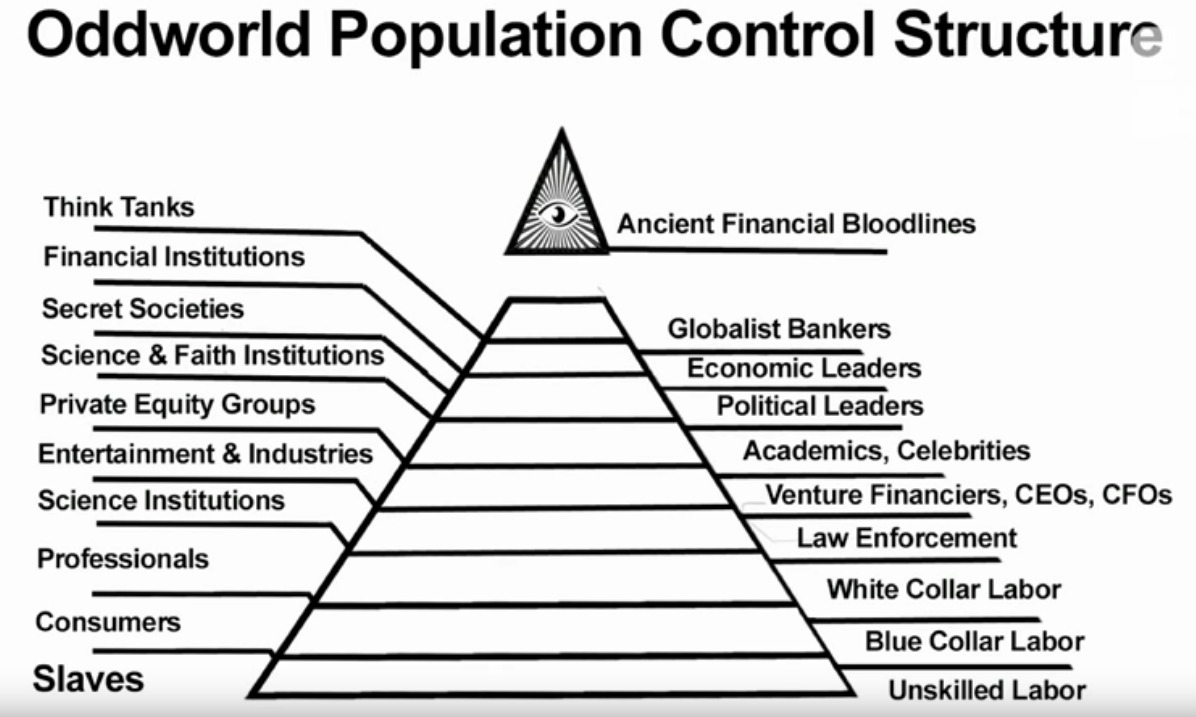 Oddworld Population Control Structure
Think Tanks
Financial Institutions
Secret Societies
Science & Faith Institutions
Private Equity Groups
Entertainment & Industries
Science Institutions
Professionals
Consumers
Slaves
Ancient Financial Bloodlines
Globalist Bankers
Economic Leaders
Political Leaders
Academics, Celebrities
Venture Financiers, CEOs, CFOs
Law Enforcement
White Collar Labor
Blue Collar Labor
Unskilled Labor